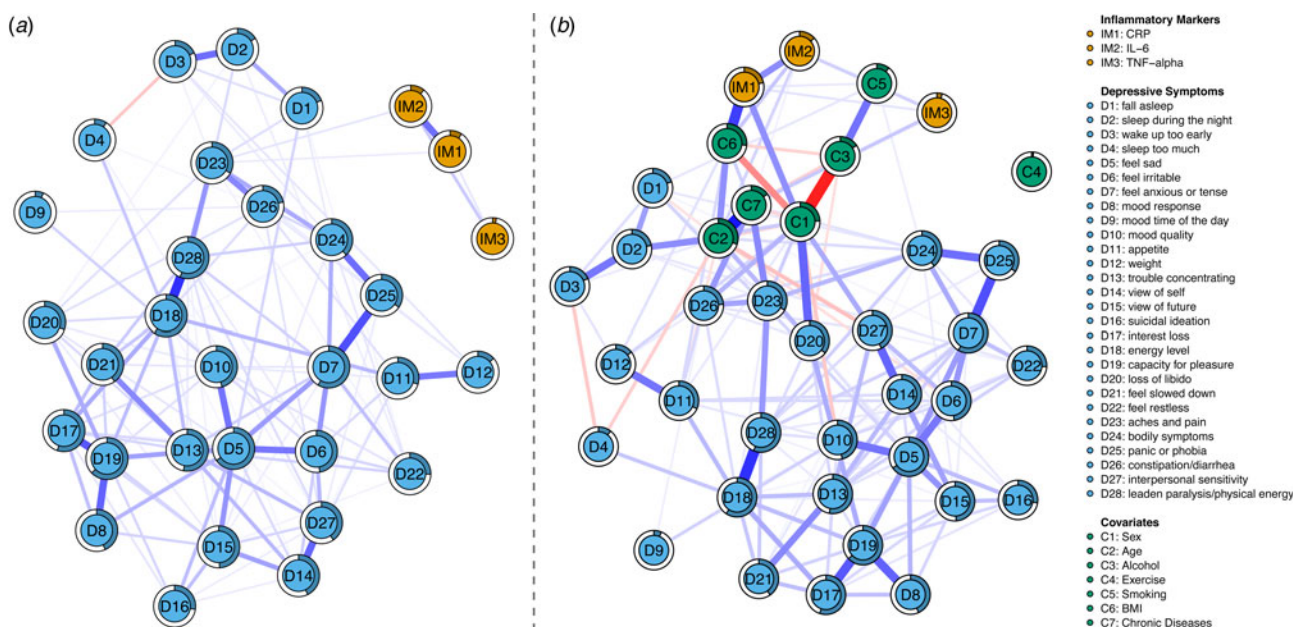 (a)
D2
D3
D1
IM2
D4
IM1
D23
D26
D9
IM3
D24
D28
D25
D18
D20
D21
D10
D7
D11
D12
D17
D19
D13
D5
D6
D22
D8
D27
D15
D14
D16
(b)
IM2
IM1
C5
IM3
C6
C3
C4
D1
C7
C1
C2
D2
D24
D25
D3
D26
D23
D27
D7
D20
D12
D22
D11
D14
D6
D28
D10
D4
D5
D18
D13
D15
D16
D9
D19
D21
D17
D8
Inflammatory Markers
IM1: CRP
IM2: IL−6
IM3: TNF−alpha
Depressive Symptoms
D1: fall asleep
D2: sleep during the night
D3: wake up too early
D4: sleep too much
D5: feel sad
D6: feel irritable
D7: feel anxious or tense
D8: mood response
D9: mood time of the day
D10: mood quality
D11: appetite
D12: weight
D13: trouble concentrating
D14: view of self
D15: view of future
D16: suicidal ideation
D17: interest loss
D18: energy level
D19: capacity for pleasure
D20: loss of libido
D21: feel slowed down
D22: feel restless
D23: aches and pain
D24: bodily symptoms
D25: panic or phobia
D26: constipation/diarrhea
D27: interpersonal sensitivity
D28: leaden paralysis/physical energy
Covariates
C1: Sex
C2: Age
C3: Alcohol
C4: Exercise
C5: Smoking
C6: BMI
C7: Chronic Diseases